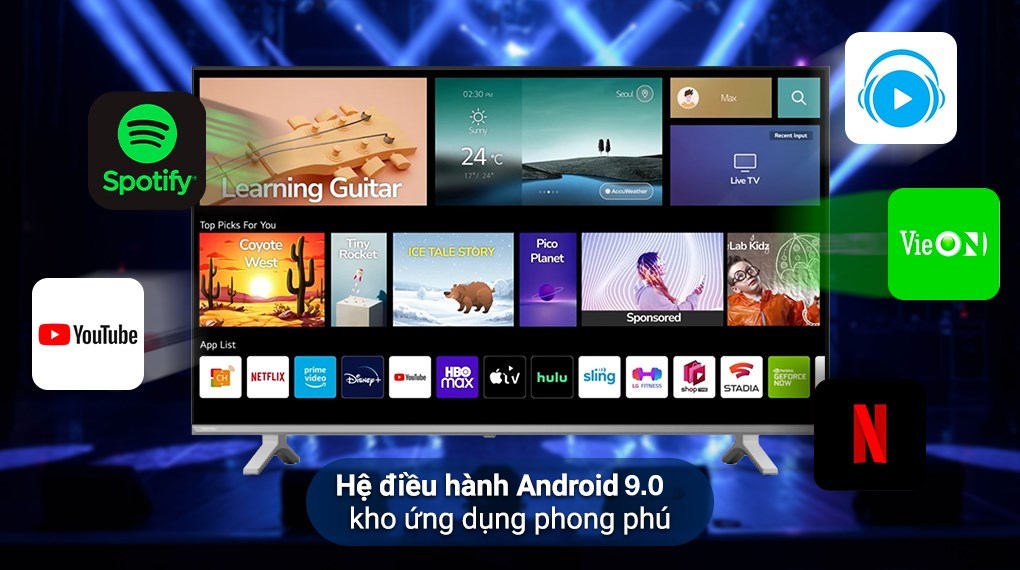 Spotify
YouTube
VieON
N
Learning Guitar
02:30 PM
Sunny
24 °C
17°/ 24°
Seoul
AccuWeather
Max
Recent Input
Live TV
Top Picks For You
Coyote
West
Tiny
Rocket
ICE TALE STORY
Pico
Planet
Sponsored
Lab Kidz
App List
CH
NETFLIX
prime
video
Disney+
YouTube
HBO
max
tv
hulu
sling
LG FITNESS
shop
STADIA
GEFORCE
NOW
Hệ điều hành Android 9.0
kho ứng dụng phong phú